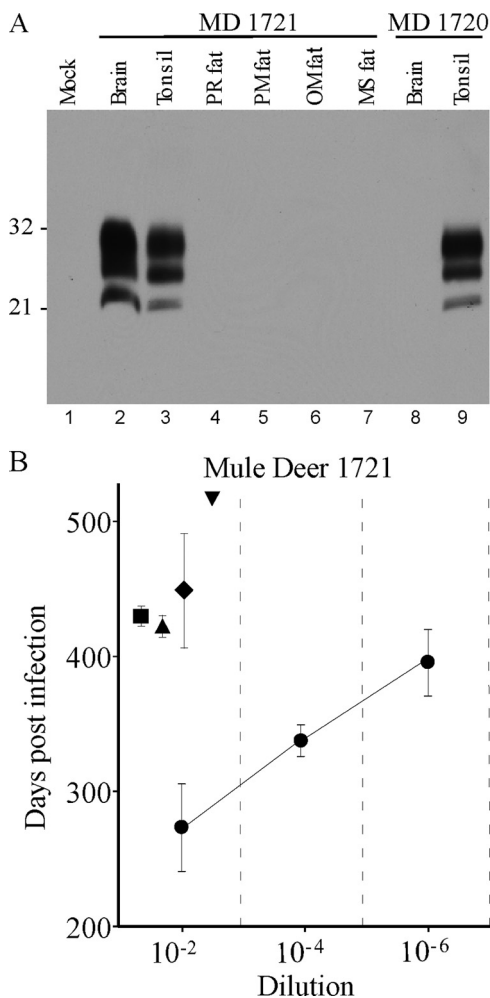 A
MD 1721 MD 1720
Mock Brain Tonsil PR fat PM fat OM fat MS fat Brain Tonsil
32
21
1 2 3 4 5 6 7 8 9
B
Mule Deer 1721
500
400
300
200
Days post infection
10-2 10-4 10-6
Dilution